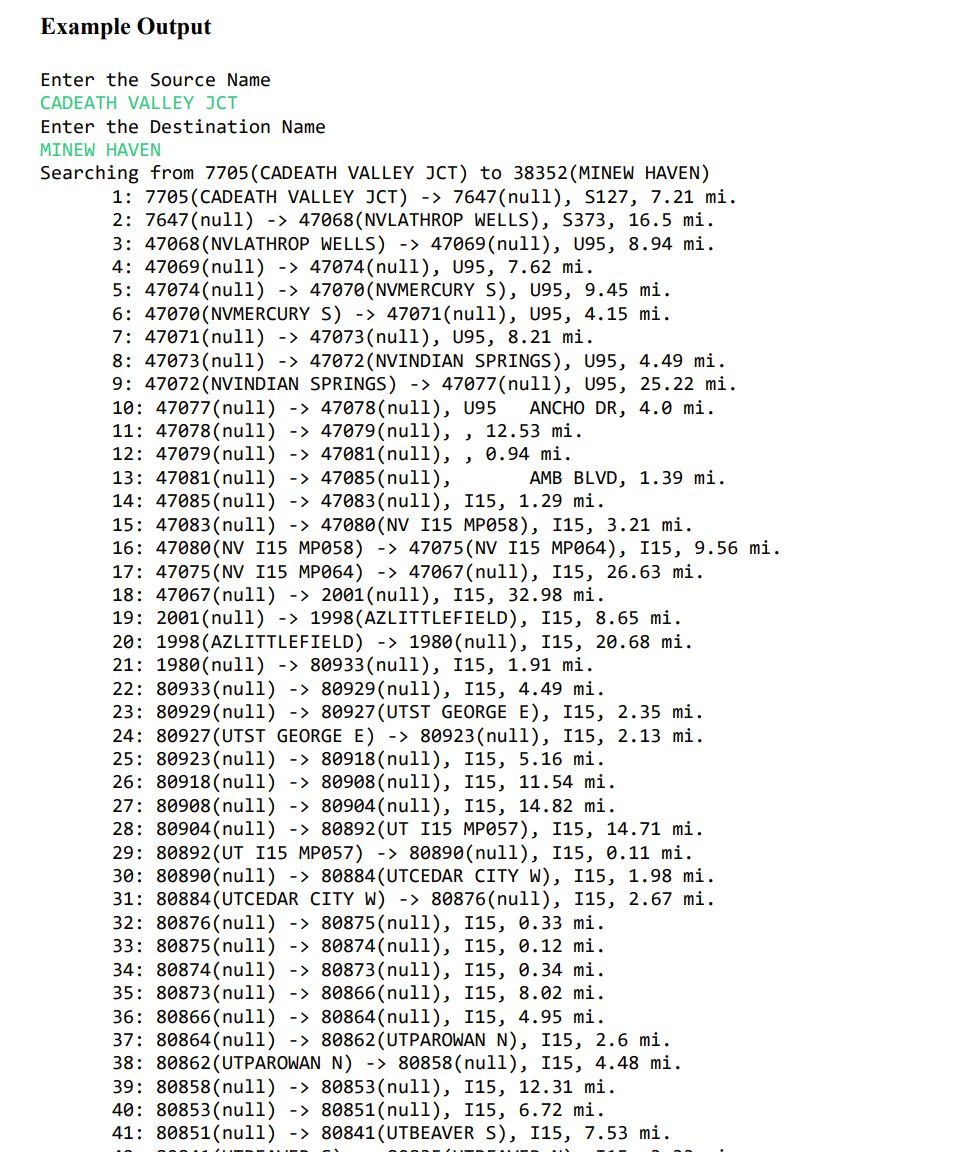 Example Output
Enter the Source Name
CADEATH VALLEY JCT
Enter the Destination Name
MINEW HAVEN
Searching from 7705(CADEATH VALLEY JCT) to 38352(MINEW HAVEN)
1: 7705(CADEATH VALLEY JCT) -> 7647(null), S127, 7.21 mi.
2: 7647(null) -> 47068(NVLATHROP WELLS), S373, 16.5 mi.
3: 47068(NVLATHROP WELLS) -> 47069(null), U95, 8.94 mi.
4: 47069(null) -> 47074(null), U95, 7.62 mi.
5: 47074(null) -> 47070(NVMERCURY S), U95, 9.45 mi.
6: 47070(NVMERCURY S) -> 47071(null), U95, 4.15 mi.
7: 47071(null) -> 47073(null), U95, 8.21 mi.
8: 47073(null) -> 47072(NVINDIAN SPRINGS), U95, 4.49 mi.
9: 47072(NVINDIAN SPRINGS) -> 47077(null), U95, 25.22 mi.
10: 47077(null) -> 47078(null), U95   ANCHO DR, 4.0 mi.
11: 47078(null) -> 47079(null), , 12.53 mi.
12: 47079(null) -> 47081(null), , 0.94 mi.
13: 47081(null) -> 47085(null),       AMB BLVD, 1.39 mi.
14: 47085(null) -> 47083(null), I15, 1.29 mi.
15: 47083(null) -> 47080(NV I15 MP058), I15, 3.21 mi.
16: 47080(NV I15 MP058) -> 47075(NV I15 MP064), I15, 9.56 mi.
17: 47075(NV I15 MP064) -> 47067(null), I15, 26.63 mi.
18: 47067(null) -> 2001(null), I15, 32.98 mi.
19: 2001(null) -> 1998(AZLITTLEFIELD), I15, 8.65 mi.
20: 1998(AZLITTLEFIELD) -> 1980(null), I15, 20.68 mi.
21: 1980(null) -> 80933(null), I15, 1.91 mi.
22: 80933(null) -> 80929(null), I15, 4.49 mi.
23: 80929(null) -> 80927(UTST GEORGE E), I15, 2.35 mi.
24: 80927(UTST GEORGE E) -> 80923(null), I15, 2.13 mi.
25: 80923(null) -> 80918(null), I15, 5.16 mi.
26: 80918(null) -> 80908(null), I15, 11.54 mi.
27: 80908(null) -> 80904(null), I15, 14.82 mi.
28: 80904(null) -> 80892(UT I15 MP057), I15, 14.71 mi.
29: 80892(UT I15 MP057) -> 80890(null), I15, 0.11 mi.
30: 80890(null) -> 80884(UTCEDAR CITY W), I15, 1.98 mi.
31: 80884(UTCEDAR CITY W) -> 80876(null), I15, 2.67 mi.
32: 80876(null) -> 80875(null), I15, 0.33 mi.
33: 80875(null) -> 80874(null), I15, 0.12 mi.
34: 80874(null) -> 80873(null), I15, 0.34 mi.
35: 80873(null) -> 80866(null), I15, 8.02 mi.
36: 80866(null) -> 80864(null), I15, 4.95 mi.
37: 80864(null) -> 80862(UTPAROWAN N), I15, 2.6 mi.
38: 80862(UTPAROWAN N) -> 80858(null), I15, 4.48 mi.
39: 80858(null) -> 80853(null), I15, 12.31 mi.
40: 80853(null) -> 80851(null), I15, 6.72 mi.
41: 80851(null) -> 80841(UTBEAVER S), I15, 7.53 mi.